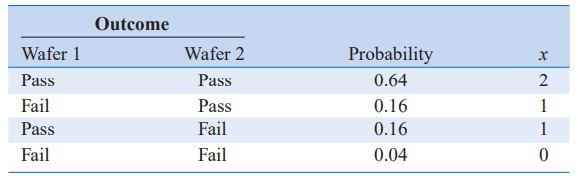 Outcome
Wafer 1 Wafer 2 Probability x
Pass Pass 0.64 2
Fail Pass 0.16 1
Pass Fail 0.16 1
Fail Fail 0.04 0